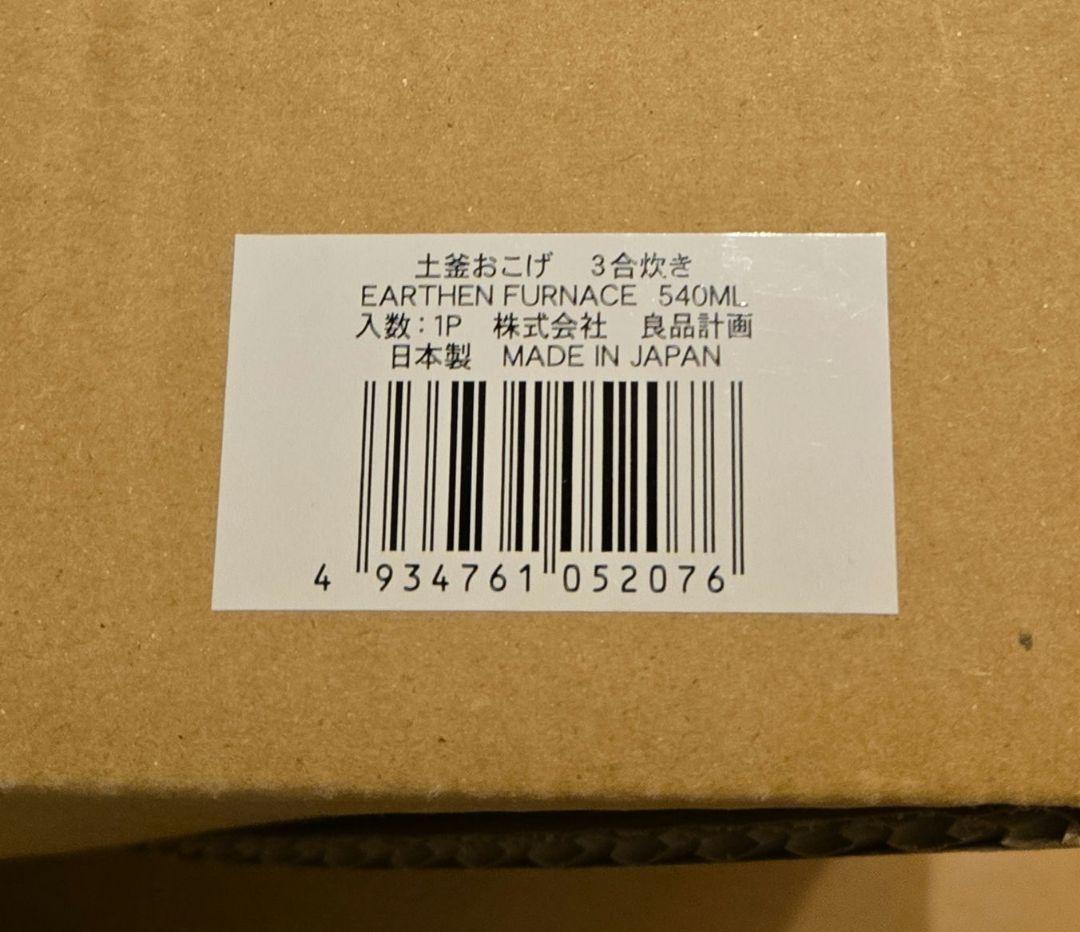 土釜おこげ　3合炊き
EARTHEN FURNACE 540ML
入数：1P　株式会社　良品計画
日本製　MADE IN JAPAN
4 934761 052076